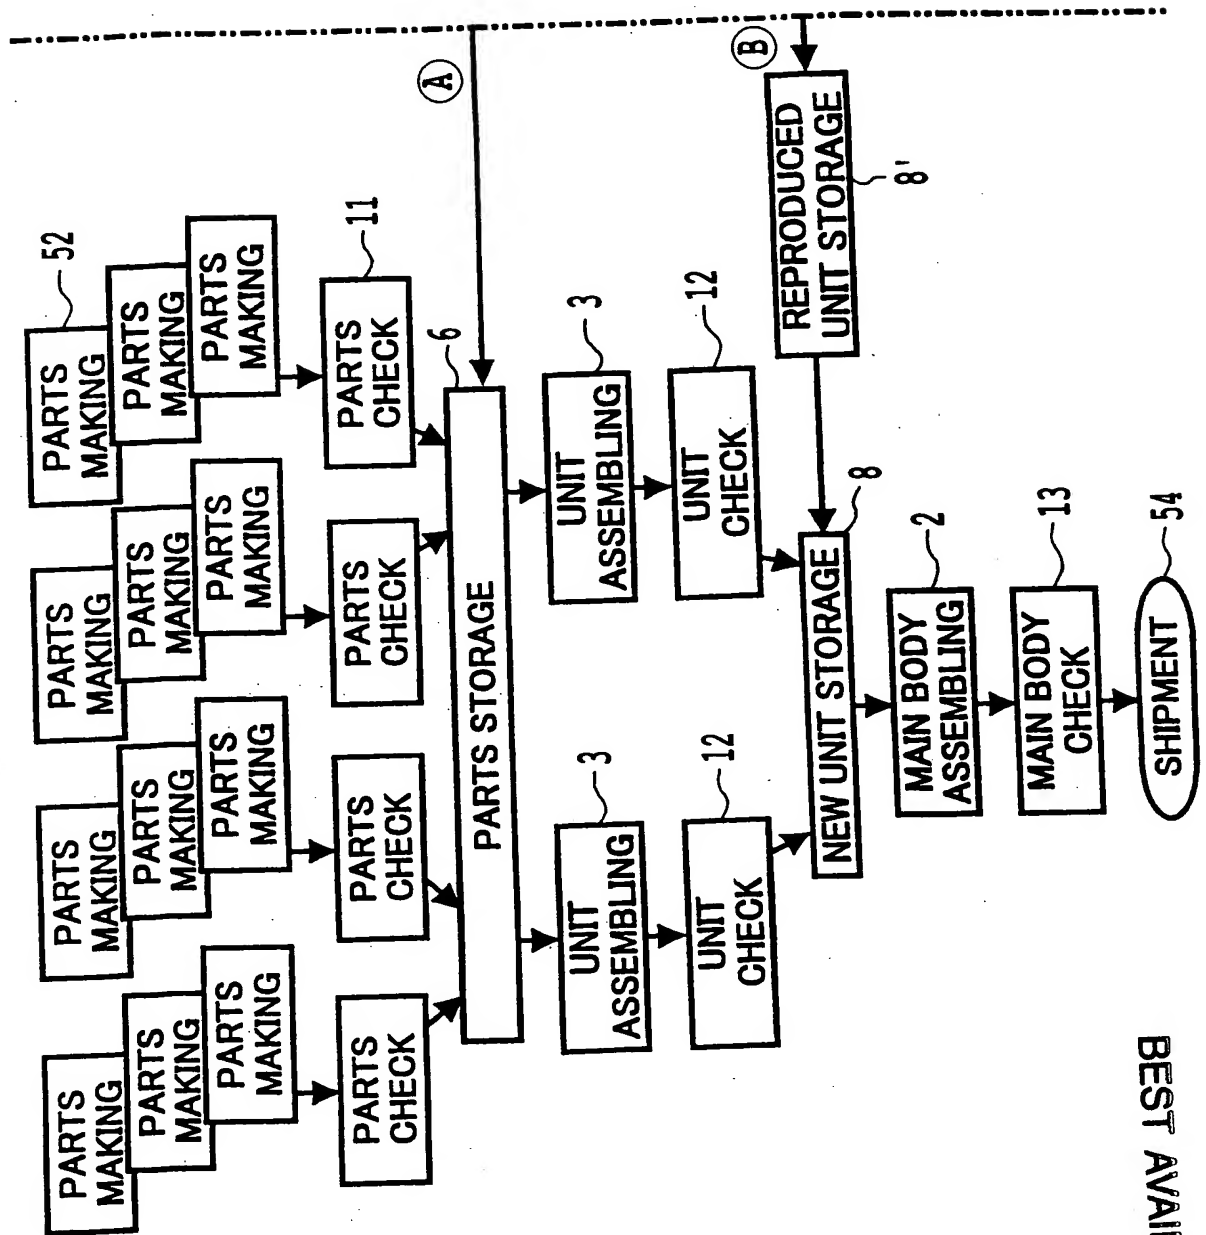 PARTS
MAKING
PARTS
MAKING
PARTS
MAKING
PARTS
CHECK
PARTS
MAKING
PARTS
MAKING
PARTS
MAKING
PARTS
CHECK
PARTS
MAKING
PARTS
MAKING
PARTS
MAKING
PARTS
CHECK
PARTS
MAKING
52
PARTS
MAKING
PARTS
MAKING
PARTS
CHECK
11
PARTS STORAGE
6
A
UNIT
ASSEMBLING
3
UNIT
CHECK
12
UNIT
ASSEMBLING
3
UNIT
CHECK
12
NEW UNIT STORAGE
8
REPRODUCED
UNIT STORAGE
8'
B
MAIN BODY
ASSEMBLING
2
MAIN BODY
CHECK
13
SHIPMENT
54
BEST